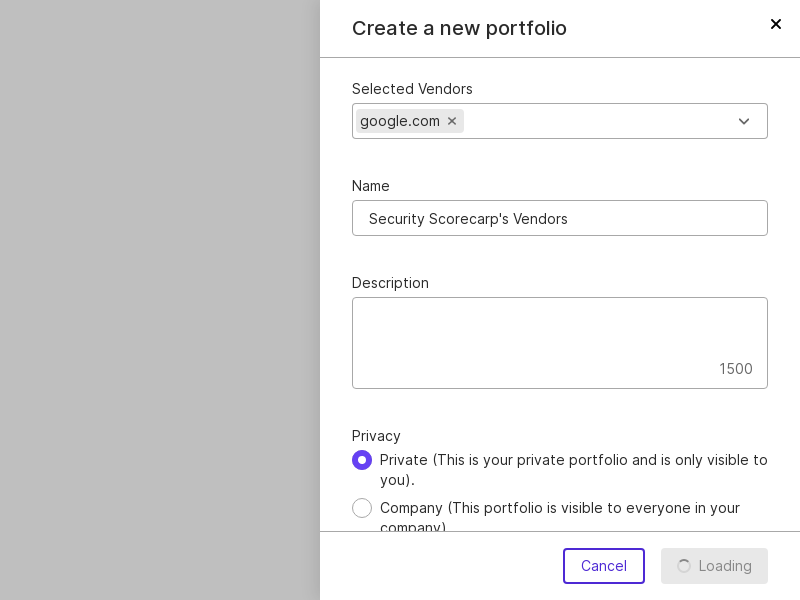 Create a new portfolio
Selected Vendors
google.com
Name
Security Scorecarp's Vendors
Description
1500
Privacy
Private (This is your private portfolio and is only visible to
you).
Company (This portfolio is visible to everyone in your
company)
Cancel
Loading